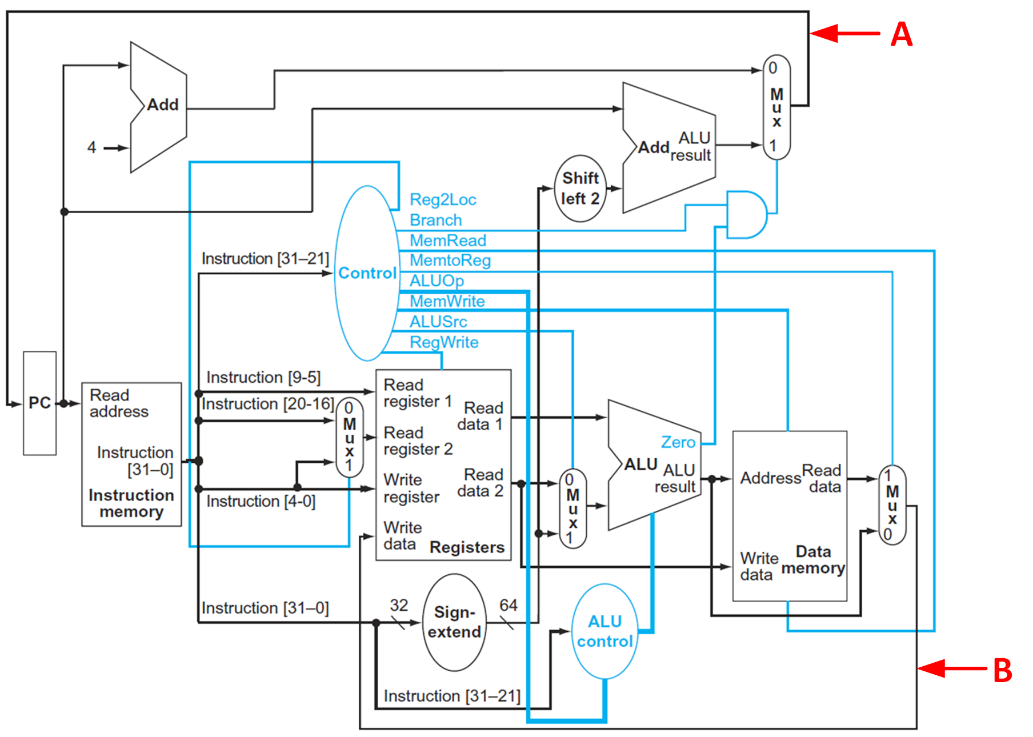 A
0
Mux
1
Add
4
Add
ALU
result
Shift
left 2
Reg2Loc
Branch
MemRead
MemtoReg
ALUOp
MemWrite
ALUSrc
RegWrite
Instruction [31–21]
Control
PC
Read
address
Instruction
[31–0]
Instruction
memory
Instruction [9-5]
Instruction [20-16]
0
Mux
1
Instruction [4-0]
Read
register 1
Read
register 2
Write
register
Write
data
Read
data 1
Read
data 2
Registers
0
Mux
1
Zero
ALU
ALU
result
Address
Read
data
Write
data
Data
memory
1
Mux
0
Instruction [31–0]
32
Sign-
extend
64
ALU
control
Instruction [31–21]
B